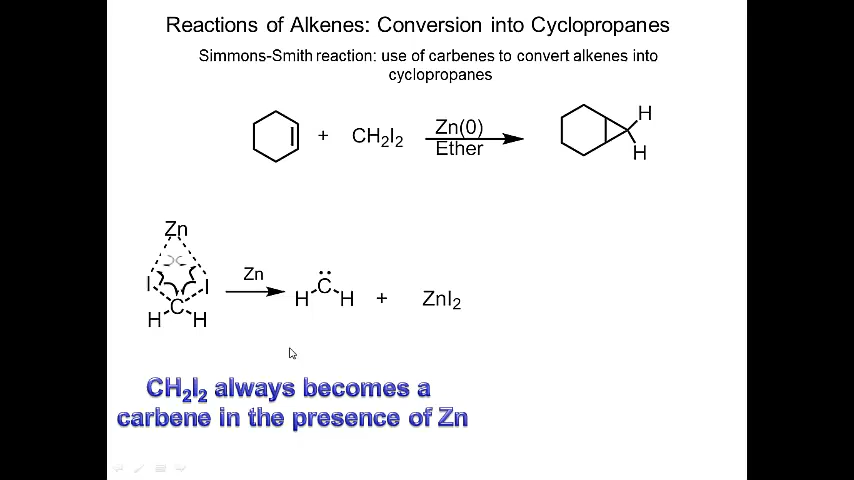 Reactions of Alkenes: Conversion into Cyclopropanes
Simmons-Smith reaction: use of carbenes to convert alkenes into
cyclopropanes
+ CH₂I₂ Zn(0) H
Ether H
Zn
I I
C
H H
Zn
C
H H + ZnI₂
CH₂I₂ always becomes a
carbene in the presence of Zn